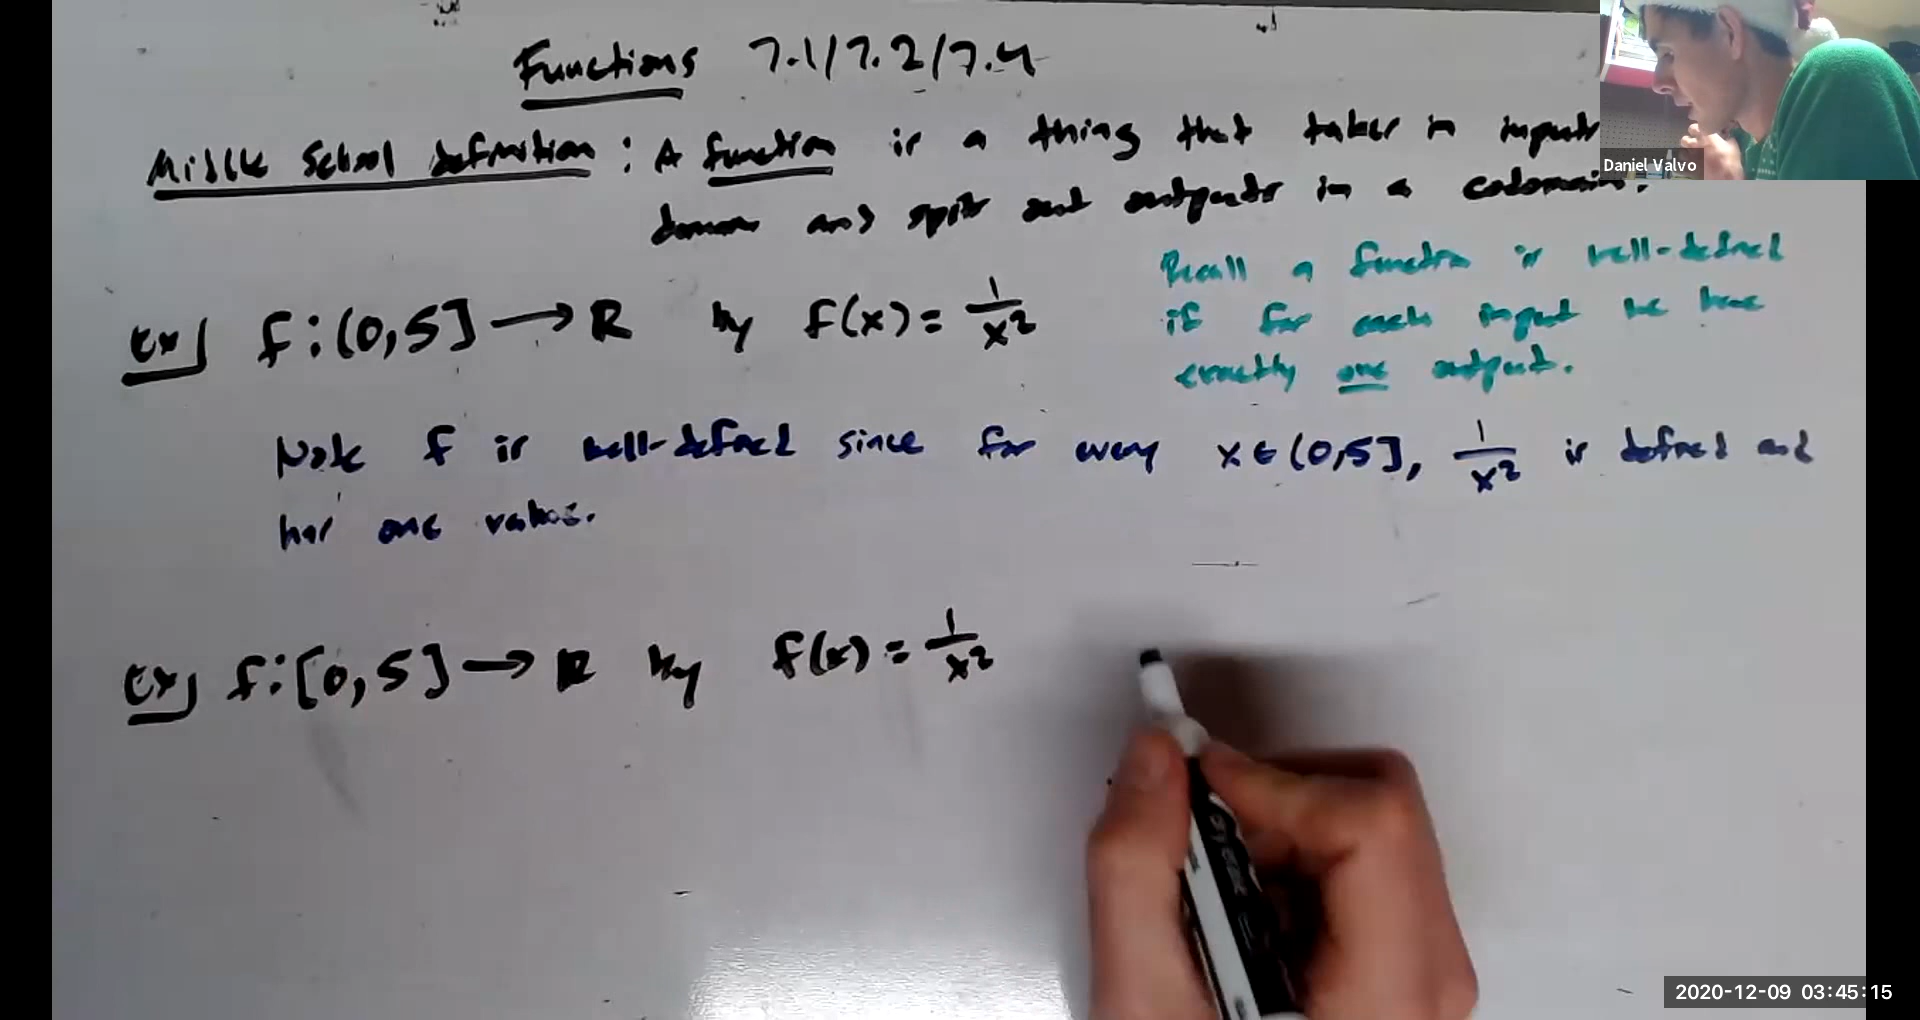 Functions 7.1/7.2/7.4
Middle School definition: A function is a thing that takes in inputs
domain and spits out outputs in a codomain.
Recall a function is well-defined
if for each input we have
exactly one output.
Ex] f:(0,5]→ℝ by f(x)=1/x²
Note f is well-defined since for every x∈(0,5], 1/x² is defined and
has one value.
Ex] f:[0,5]→ℝ by f(x)=1/x²
Daniel Valvo
2020-12-09 03:45:15